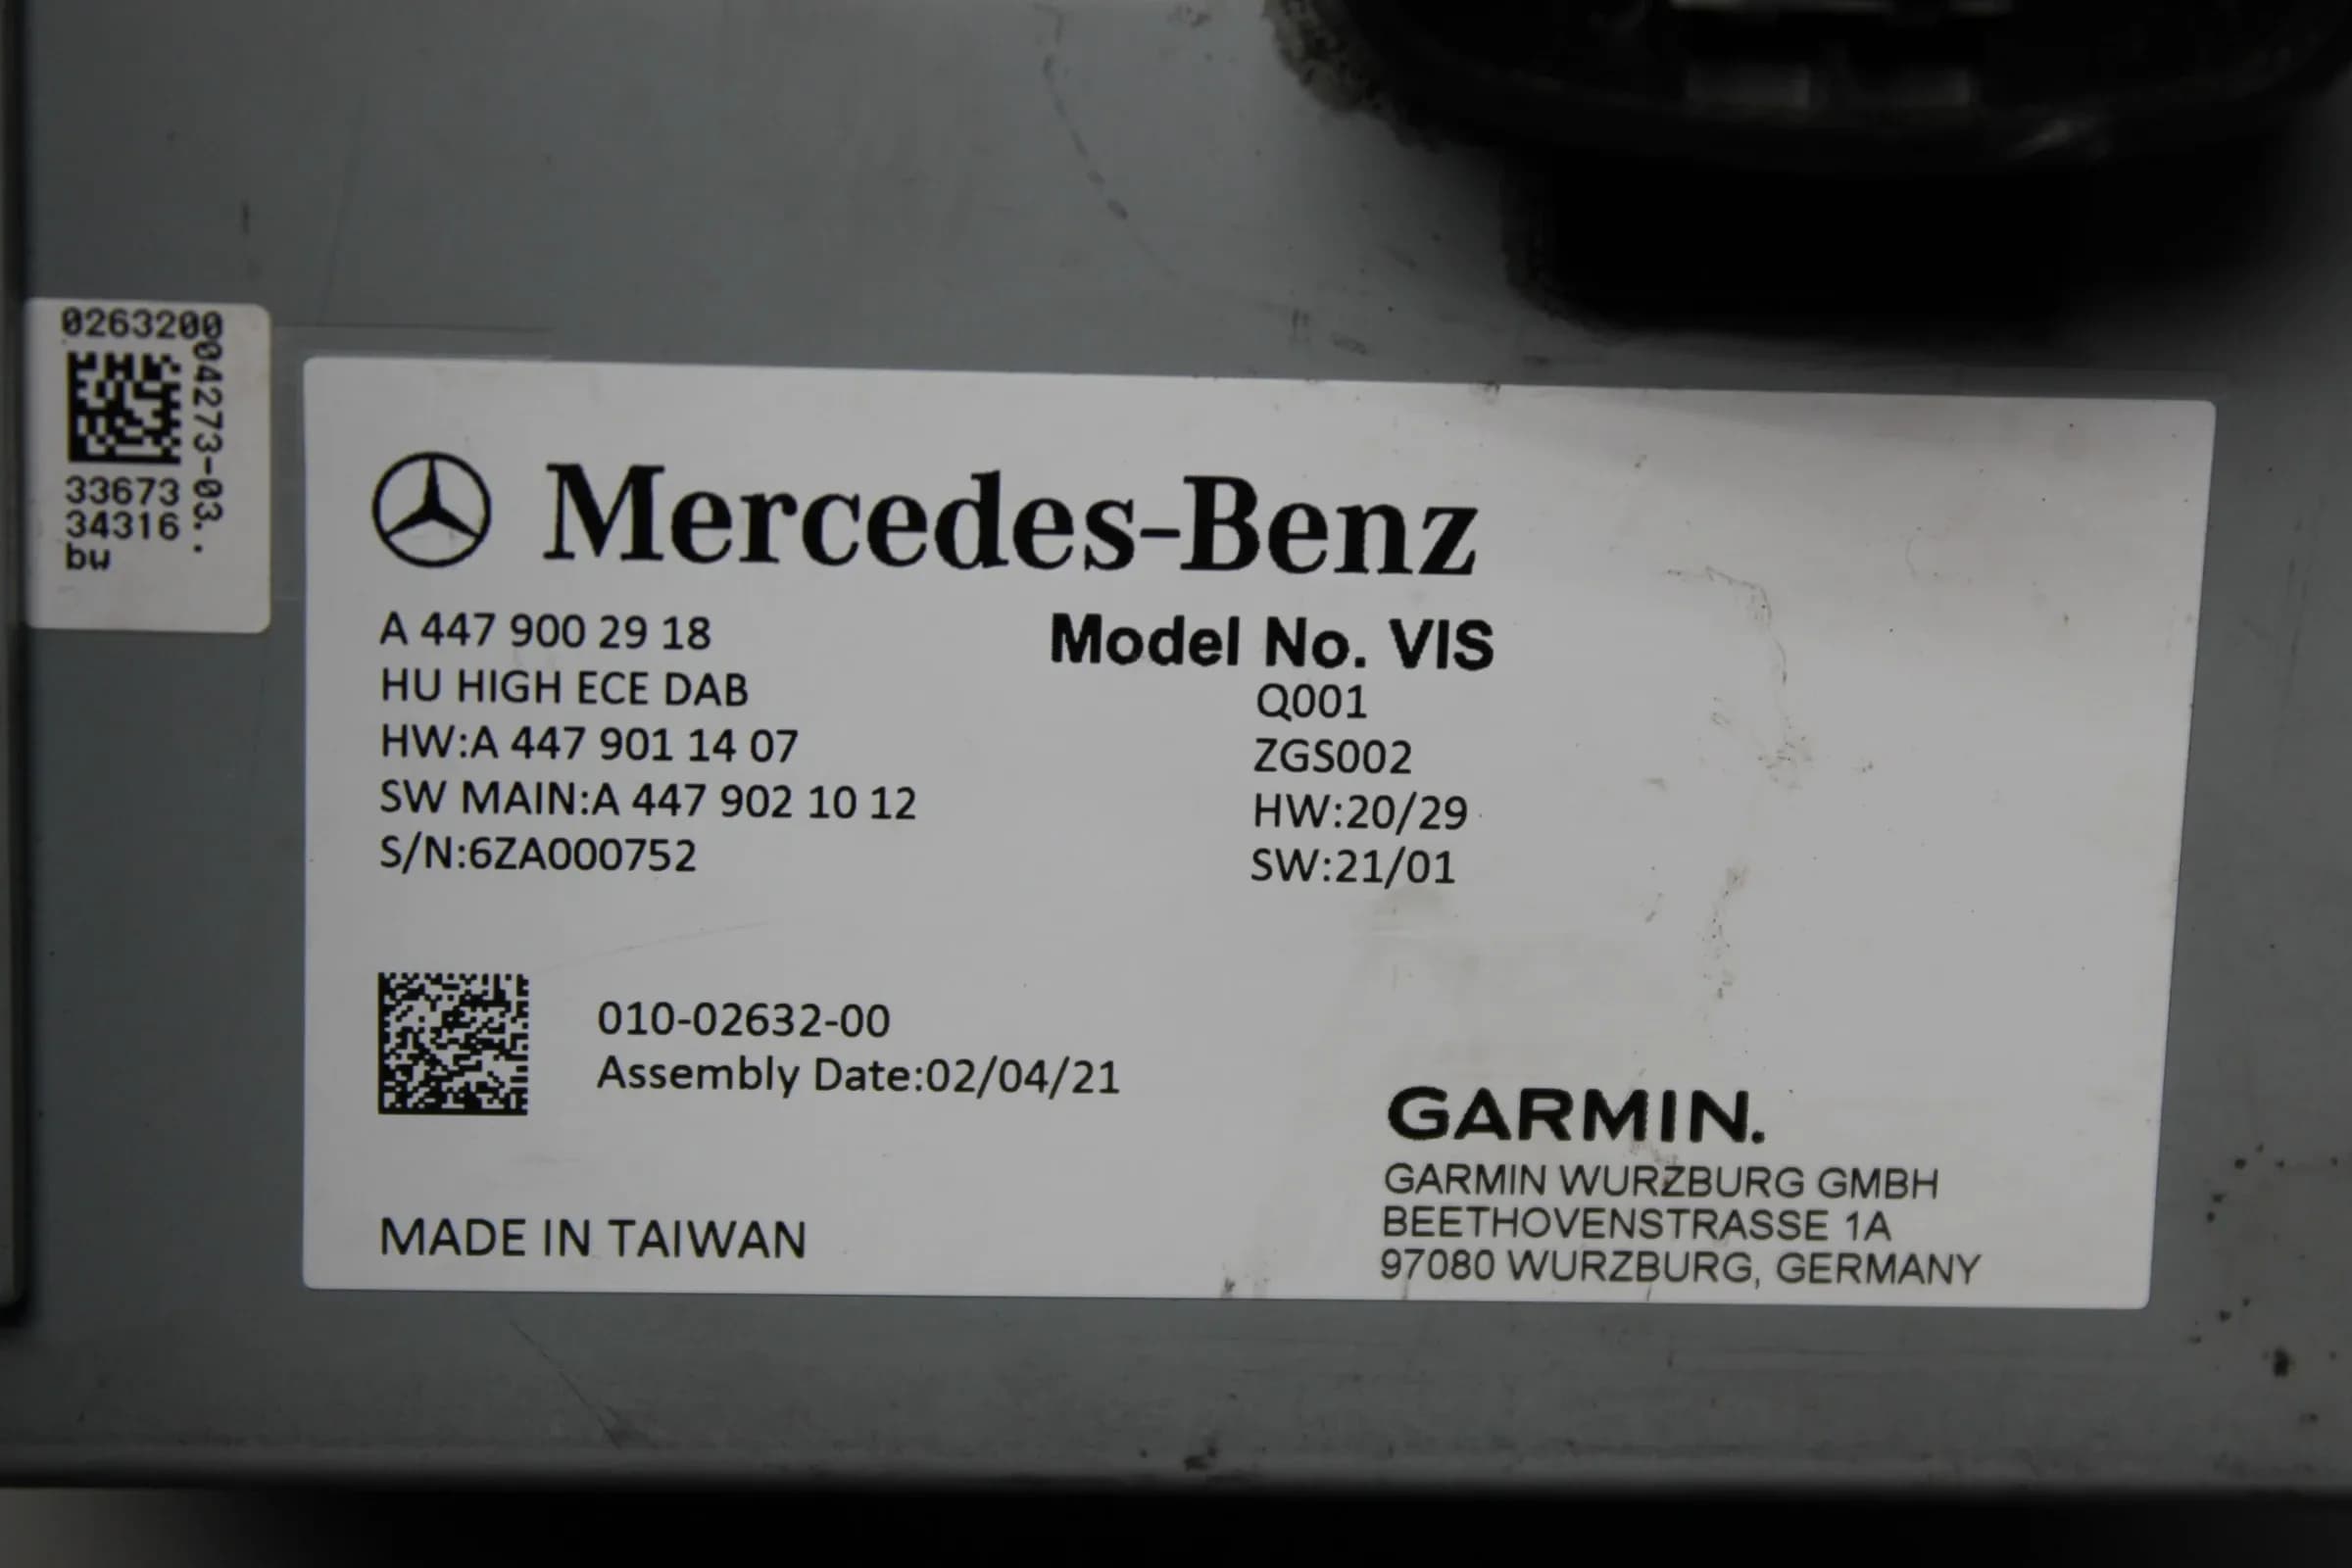 0263200
004273-03..
33673
34316
bw
Mercedes-Benz
A 447 900 29 18
HU HIGH ECE DAB
HW:A 447 901 14 07
SW MAIN:A 447 902 10 12
S/N:6ZA000752
Model No. VIS
Q001
ZGS002
HW:20/29
SW:21/01
010-02632-00
Assembly Date:02/04/21
MADE IN TAIWAN
GARMIN.
GARMIN WURZBURG GMBH
BEETHOVENSTRASSE 1A
97080 WURZBURG, GERMANY